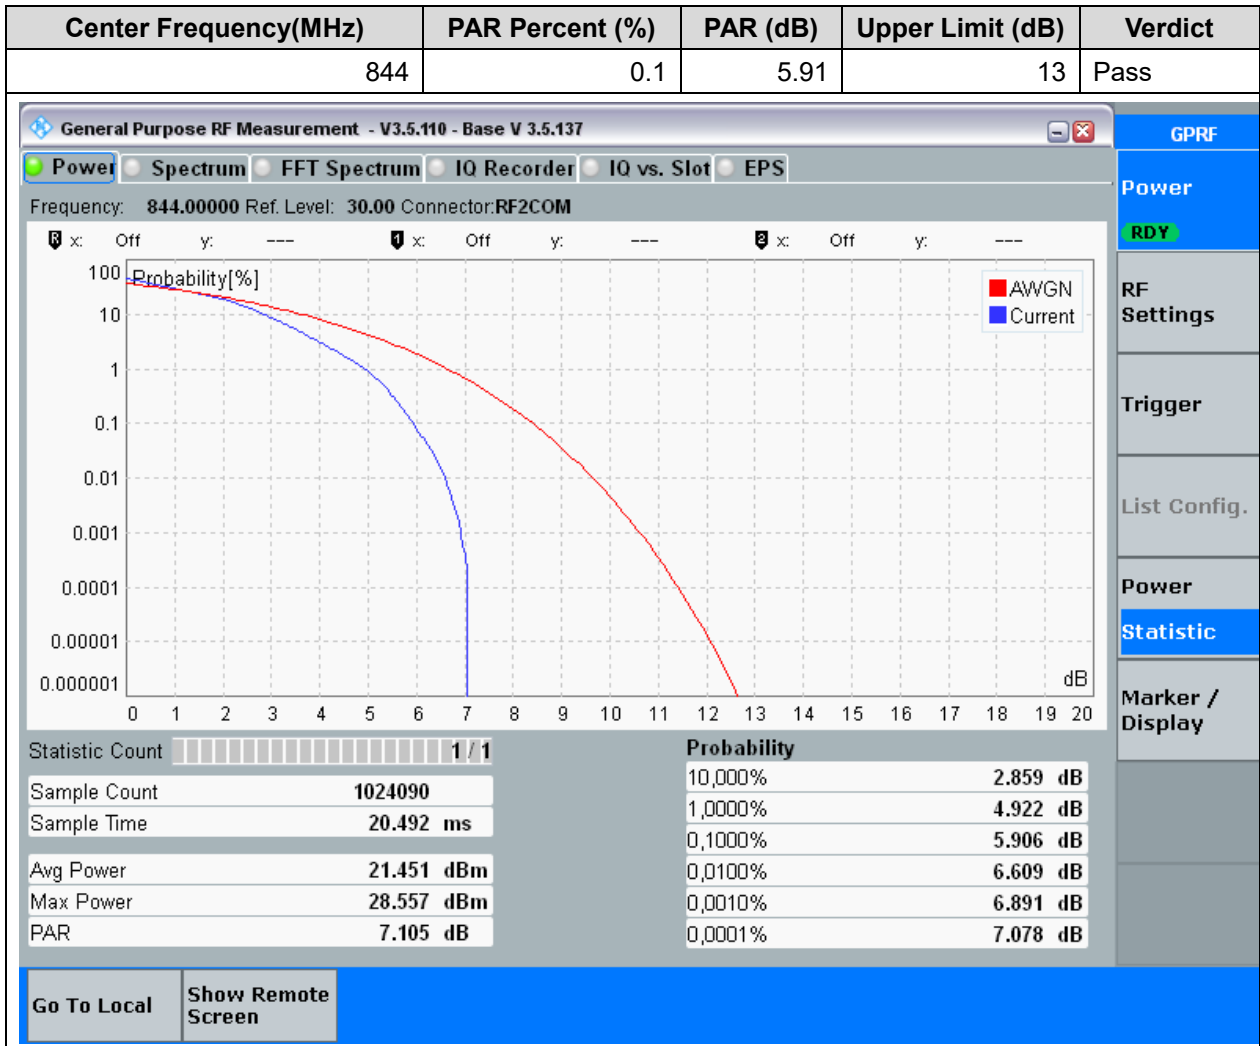 Center Frequency(MHz) PAR Percent (%) PAR (dB) Upper Limit (dB) Verdict
844 0.1 5.91 13 Pass
General Purpose RF Measurement - V3.5.110 - Base V 3.5.137
GPRF
Power Spectrum FFT Spectrum IQ Recorder IQ vs. Slot EPS
Power
RDY
Frequency: 844.00000 Ref. Level: 30.00 Connector:RF2COM
R x: Off y: --- 1 x: Off y: --- 2 x: Off y: ---
100 Probability[%]
AWGN
Current
10
1
0.1
0.01
0.001
0.0001
0.00001
0.000001
dB
0 1 2 3 4 5 6 7 8 9 10 11 12 13 14 15 16 17 18 19 20
RF
Settings
Trigger
List Config.
Power
Statistic
Marker /
Display
Statistic Count 1 / 1
Sample Count 1024090
Sample Time 20.492 ms
Avg Power 21.451 dBm
Max Power 28.557 dBm
PAR 7.105 dB
Probability
10,000% 2.859 dB
1,0000% 4.922 dB
0,1000% 5.906 dB
0,0100% 6.609 dB
0,0010% 6.891 dB
0,0001% 7.078 dB
Go To Local
Show Remote
Screen